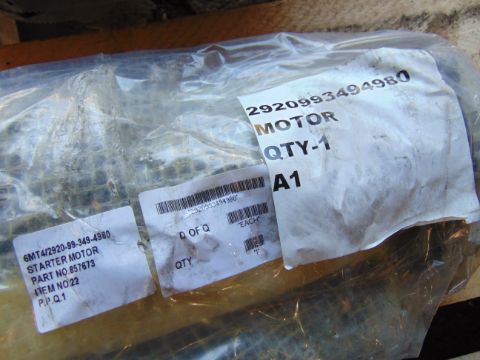 2920993494980
MOTOR
QTY-1
A1
6MT4/2920-99-349-4980
STARTER MOTOR
PART NO.857673
ITEM NO.22
P.P.Q.1
D OF Q
"EACH"
QTY